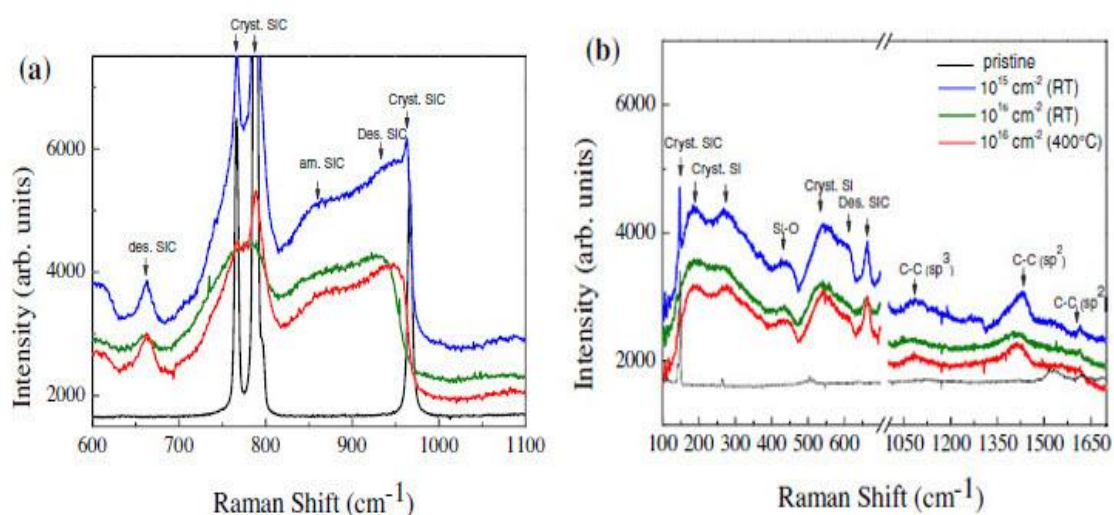 Cryst. SIC
(a)
Cryst. SIC
Des. SIC
am. SIC
des. SIC
6000
4000
2000
Intensity (arb. units)
600 700 800 900 1000 1100
Raman Shift (cm-1)
(b)
pristine
10¹⁵ cm⁻² (RT)
10¹⁶ cm⁻² (RT)
10¹⁶ cm⁻² (400°C)
Cryst. SIC
Cryst. SI
Cryst. SI
Si-O
Des. SIC
C-C (sp³)
C-C (sp²)
C-C (sp²
6000
4000
2000
Intensity (arb. units)
100 200 300 400 500 600 1050 1200 1350 1500 1650
Raman Shift (cm-1)